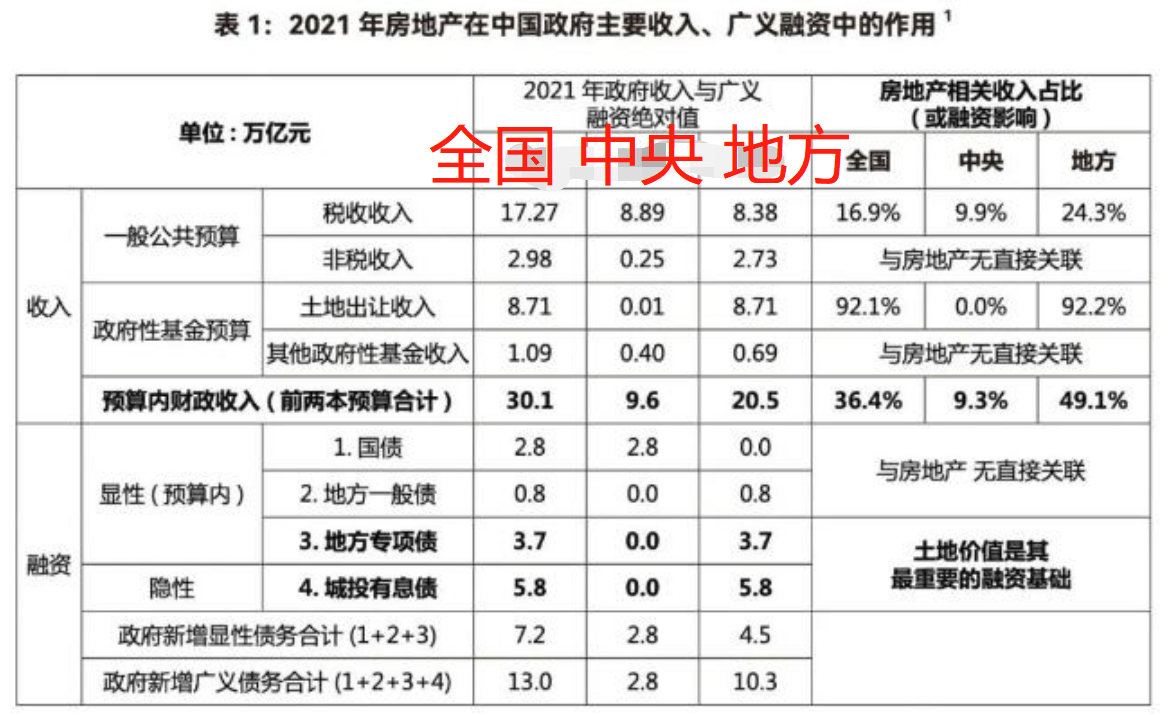 表 1：2021 年房地产在中国政府主要收入、广义融资中的作用 1
单位：万亿元
2021 年政府收入与广义
融资绝对值
房地产相关收入占比
（或融资影响）
全国 中央 地方
全国 中央 地方
收入
一般公共预算
税收收入 17.27 8.89 8.38 16.9% 9.9% 24.3%
非税收入 2.98 0.25 2.73 与房地产无直接关联
政府性基金预算
土地出让收入 8.71 0.01 8.71 92.1% 0.0% 92.2%
其他政府性基金收入 1.09 0.40 0.69 与房地产无直接关联
预算内财政收入（前两本预算合计） 30.1 9.6 20.5 36.4% 9.3% 49.1%
融资
显性（预算内）
1. 国债 2.8 2.8 0.0
与房地产 无直接关联
2. 地方一般债 0.8 0.0 0.8
3. 地方专项债 3.7 0.0 3.7
土地价值是其
最重要的融资基础
隐性 4. 城投有息债 5.8 0.0 5.8
政府新增显性债务合计 (1+2+3) 7.2 2.8 4.5
政府新增广义债务合计 (1+2+3+4) 13.0 2.8 10.3